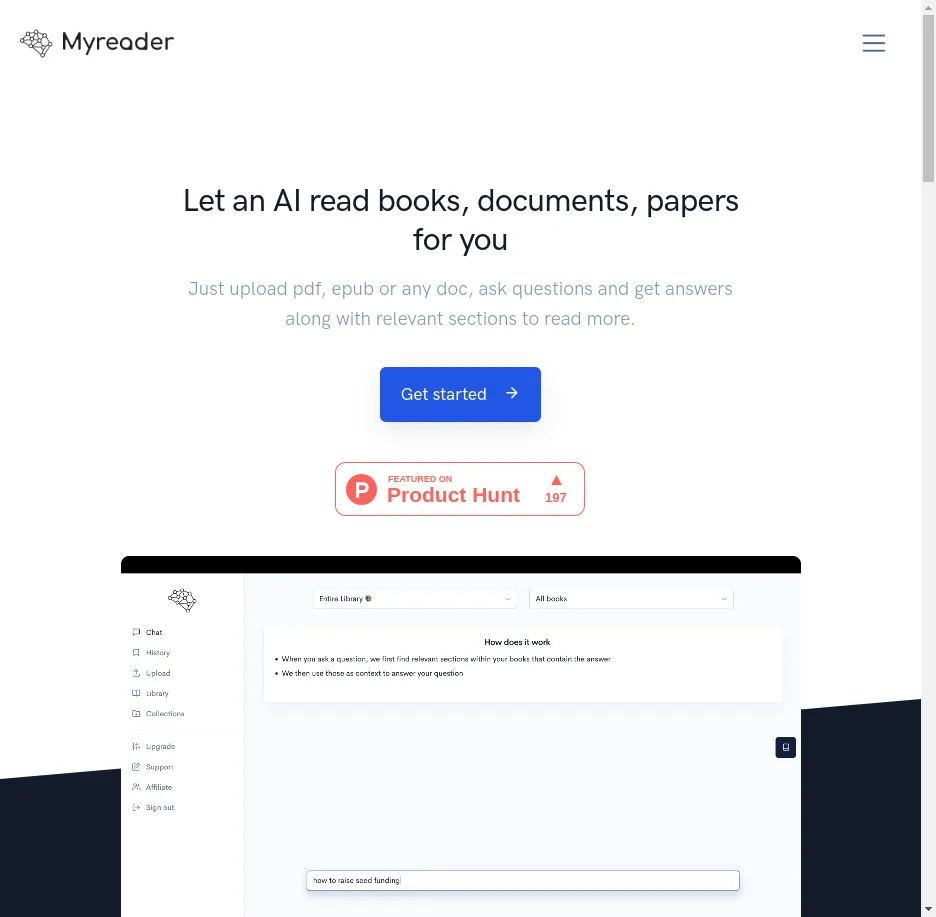 Myreader
Let an AI read books, documents, papers
for you
Just upload pdf, epub or any doc, ask questions and get answers
along with relevant sections to read more.
Get started
P
FEATURED ON
Product Hunt
197
Entire Library
All books
Chat
History
Upload
Library
Collections
Upgrade
Support
Affiliate
Sign out
How does it work
• When you ask a question, we first find relevant sections within your books that contain the answer
• We then use those as context to answer your question
how to raise seed funding